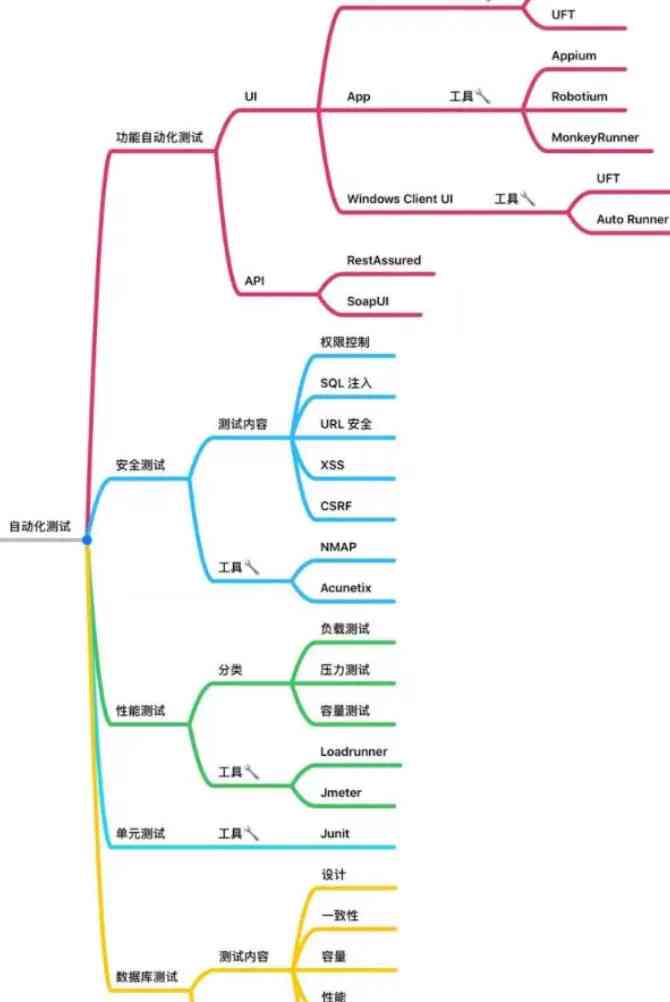 UFT
Appium
UI
App
工具
Robotium
功能自动化测试
MonkeyRunner
UFT
Windows Client UI
工具
Auto Runner
RestAssured
API
SoapUI
权限控制
SQL 注入
测试内容
URL 安全
安全测试
XSS
CSRF
自动化测试
NMAP
工具
Acunetix
负载测试
分类
压力测试
性能测试
容量测试
Loadrunner
工具
Jmeter
单元测试
工具
Junit
设计
一致性
测试内容
容量
数据库测试
性能